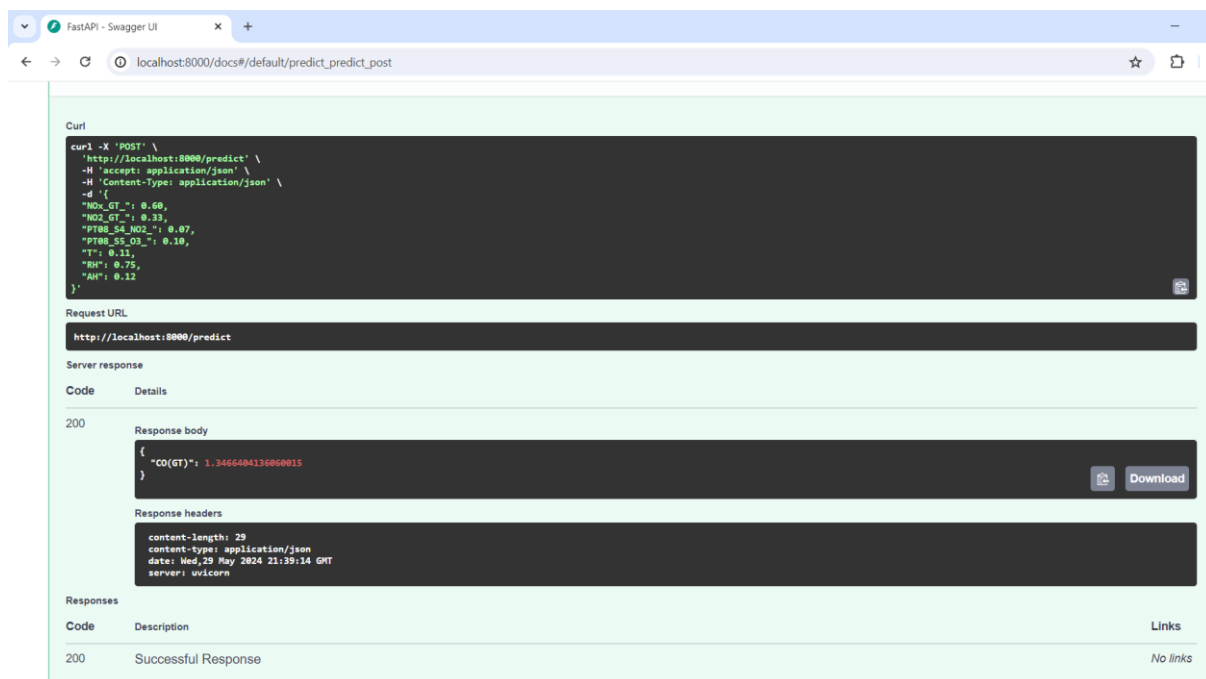 FastAPI - Swagger UI
localhost:8000/docs#/default/predict_predict_post
Curl
curl -X 'POST' \
'http://localhost:8000/predict' \
-H 'accept: application/json' \
-H 'Content-Type: application/json' \
-d '{
"NOx_GT_": 0.60,
"NO2_GT_": 0.33,
"PT08_S4_NO2_": 0.07,
"PT08_S5_O3_": 0.10,
"T": 0.11,
"RH": 0.75,
"AH": 0.12
}'
Request URL
http://localhost:8000/predict
Server response
Code Details
200
Response body
{
"CO(GT)": 1.3466404136060015
}
Download
Response headers
content-length: 29
content-type: application/json
date: Wed,29 May 2024 21:39:14 GMT
server: uvicorn
Responses
Code Description Links
200 Successful Response No links